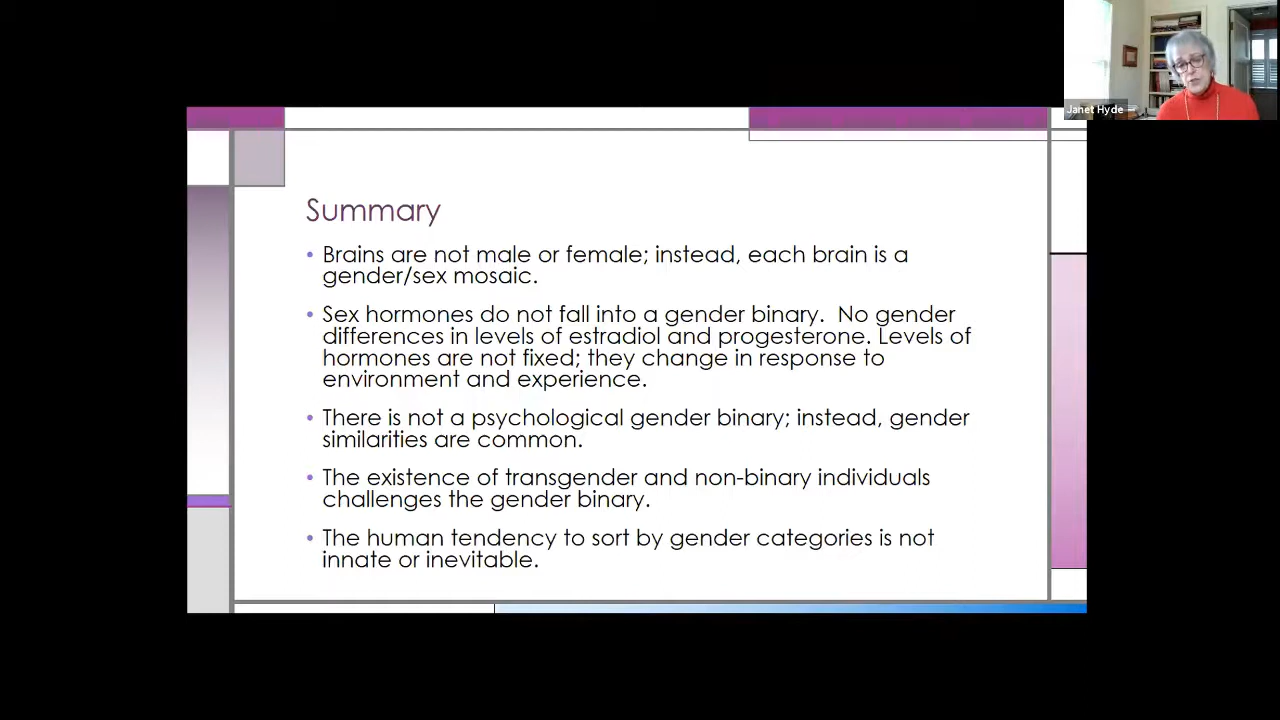 Janet Hyde
Summary
• Brains are not male or female; instead, each brain is a
gender/sex mosaic.
• Sex hormones do not fall into a gender binary.  No gender
differences in levels of estradiol and progesterone. Levels of
hormones are not fixed; they change in response to
environment and experience.
• There is not a psychological gender binary; instead, gender
similarities are common.
• The existence of transgender and non-binary individuals
challenges the gender binary.
• The human tendency to sort by gender categories is not
innate or inevitable.